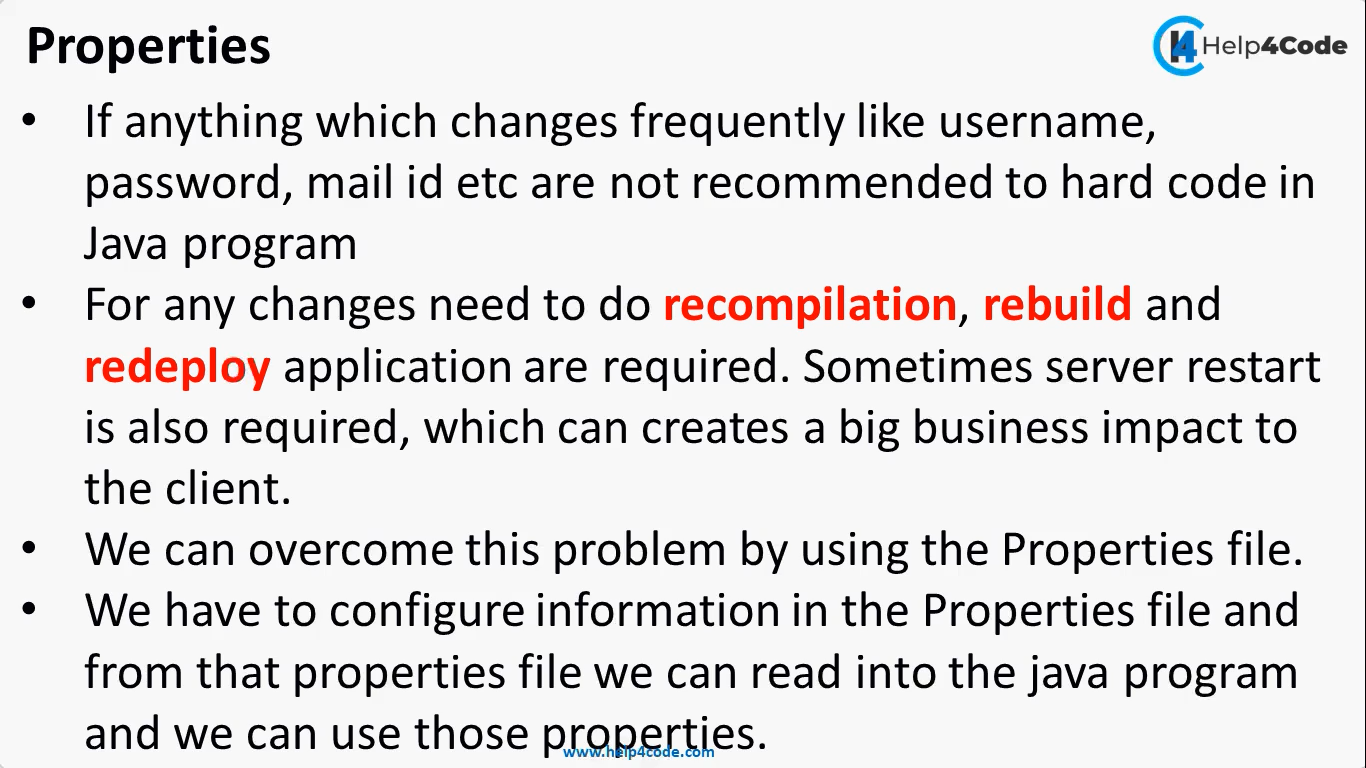 Properties
Help4Code
• If anything which changes frequently like username,
password, mail id etc are not recommended to hard code in
Java program
• For any changes need to do recompilation, rebuild and
redeploy application are required. Sometimes server restart
is also required, which can creates a big business impact to
the client.
• We can overcome this problem by using the Properties file.
• We have to configure information in the Properties file and
from that properties file we can read into the java program
and we can use those properties.
www.help4code.com